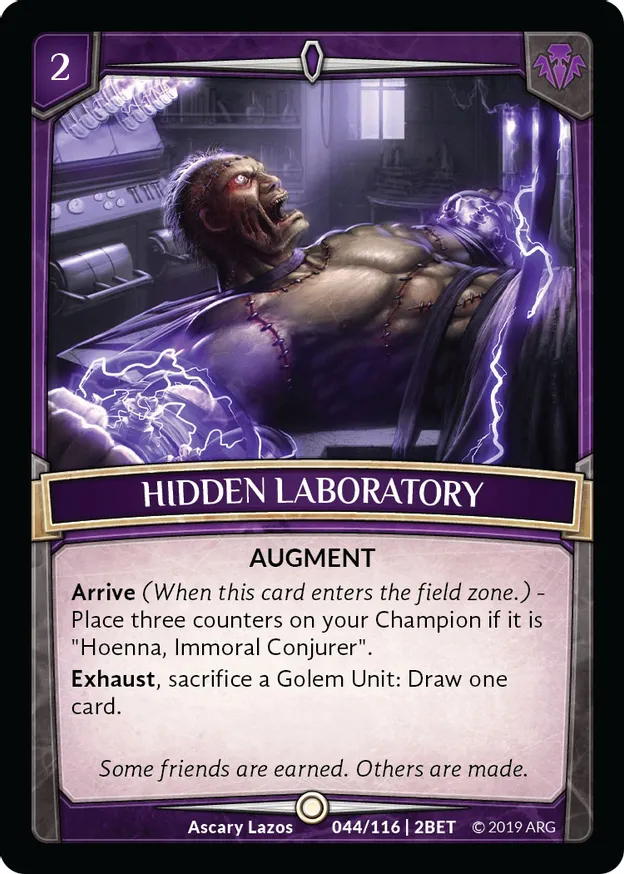 2
HIDDEN LABORATORY
AUGMENT
Arrive (When this card enters the field zone.) -
Place three counters on your Champion if it is
"Hoenna, Immoral Conjurer".
Exhaust, sacrifice a Golem Unit: Draw one
card.
Some friends are earned. Others are made.
Ascary Lazos 044/116 | 2BET © 2019 ARG